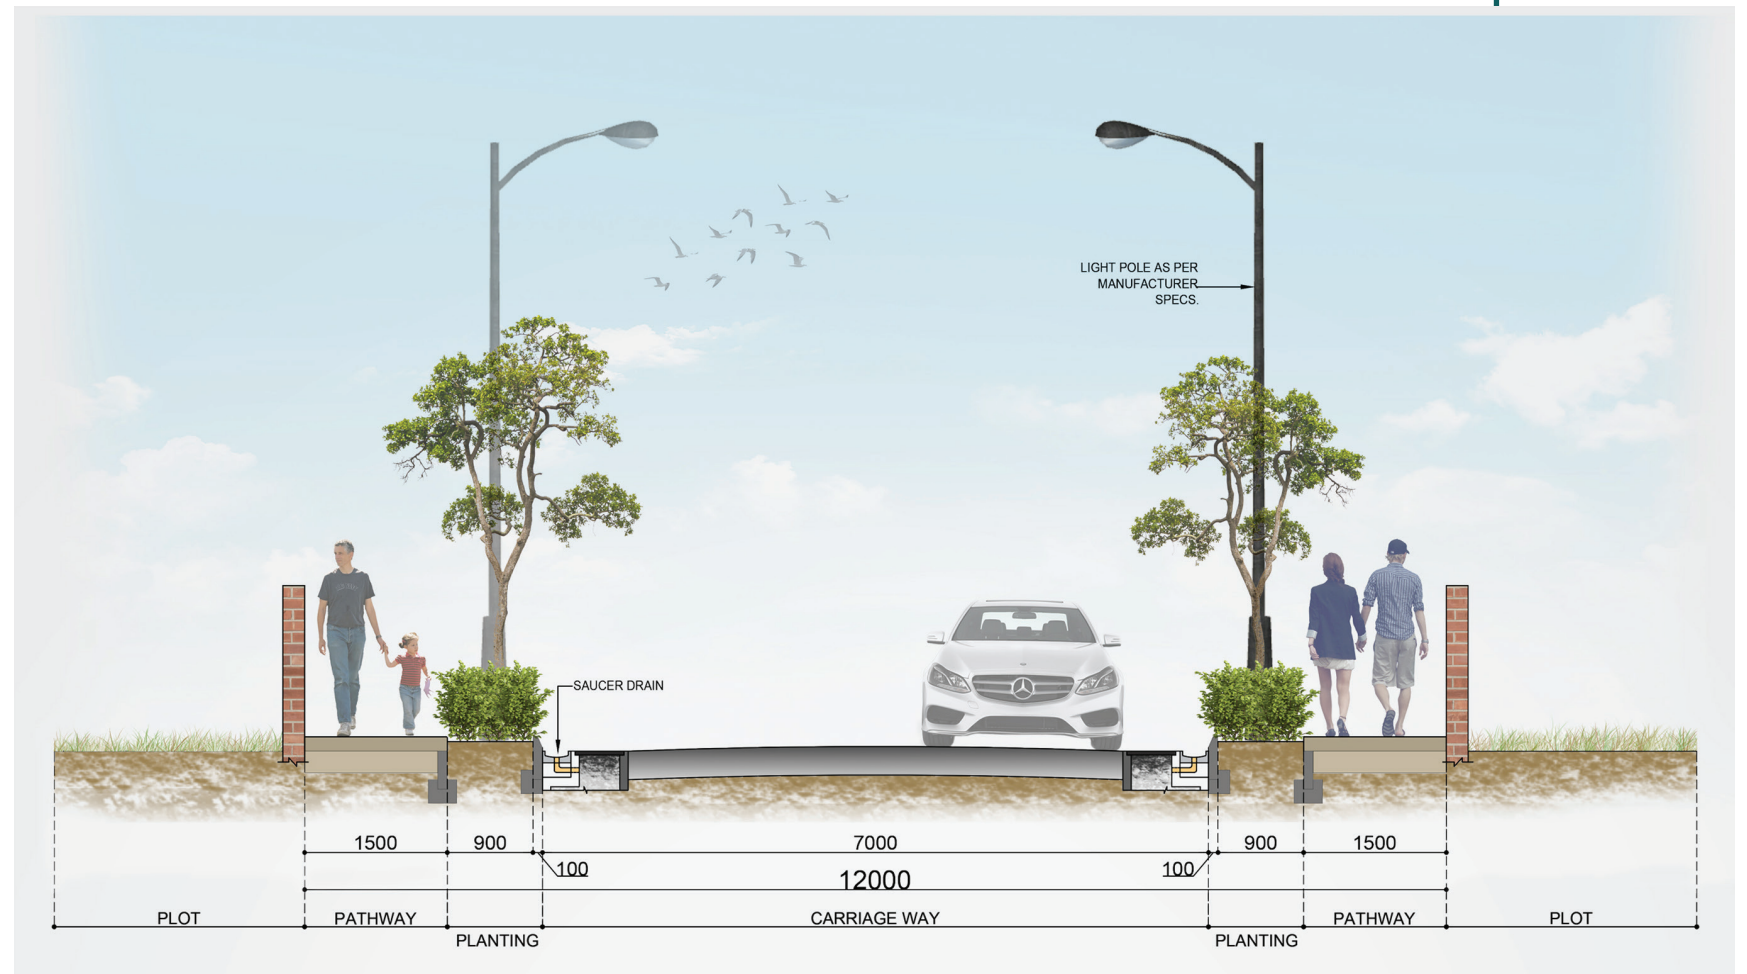 LIGHT POLE AS PER
MANUFACTURER
SPECS.
SAUCER DRAIN
1500 900 7000 900 1500
100 100
12000
PLOT PATHWAY CARRIAGE WAY PATHWAY PLOT
PLANTING PLANTING